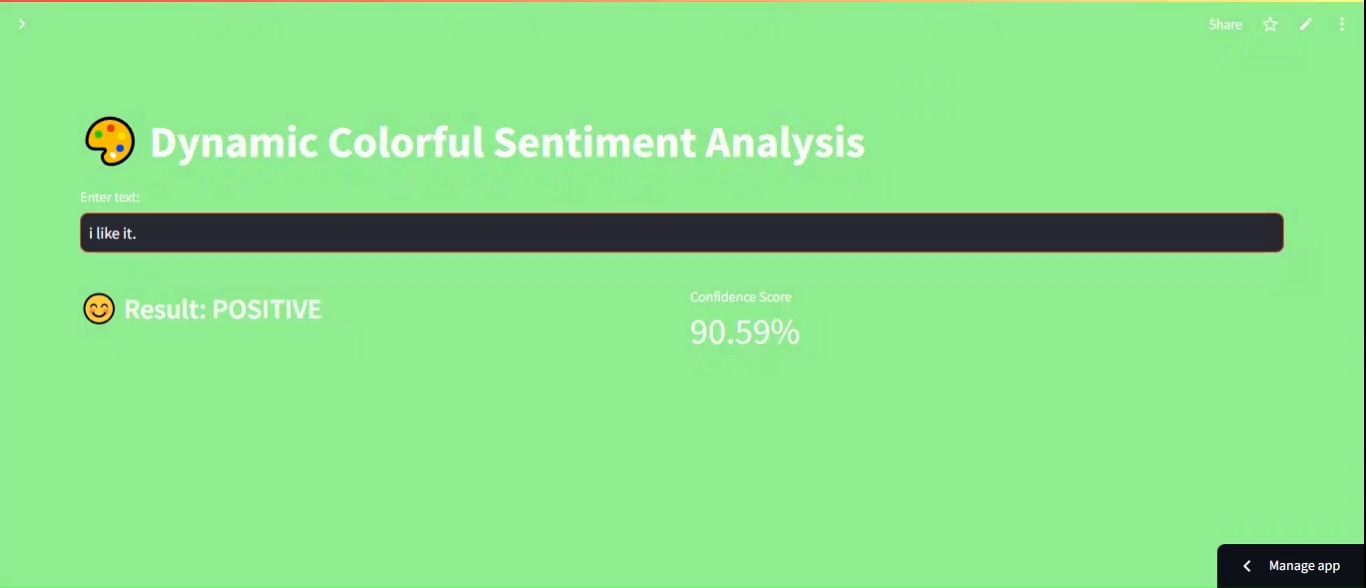 Share
Dynamic Colorful Sentiment Analysis
Enter text:
i like it.
Result: POSITIVE
Confidence Score
90.59%
Manage app